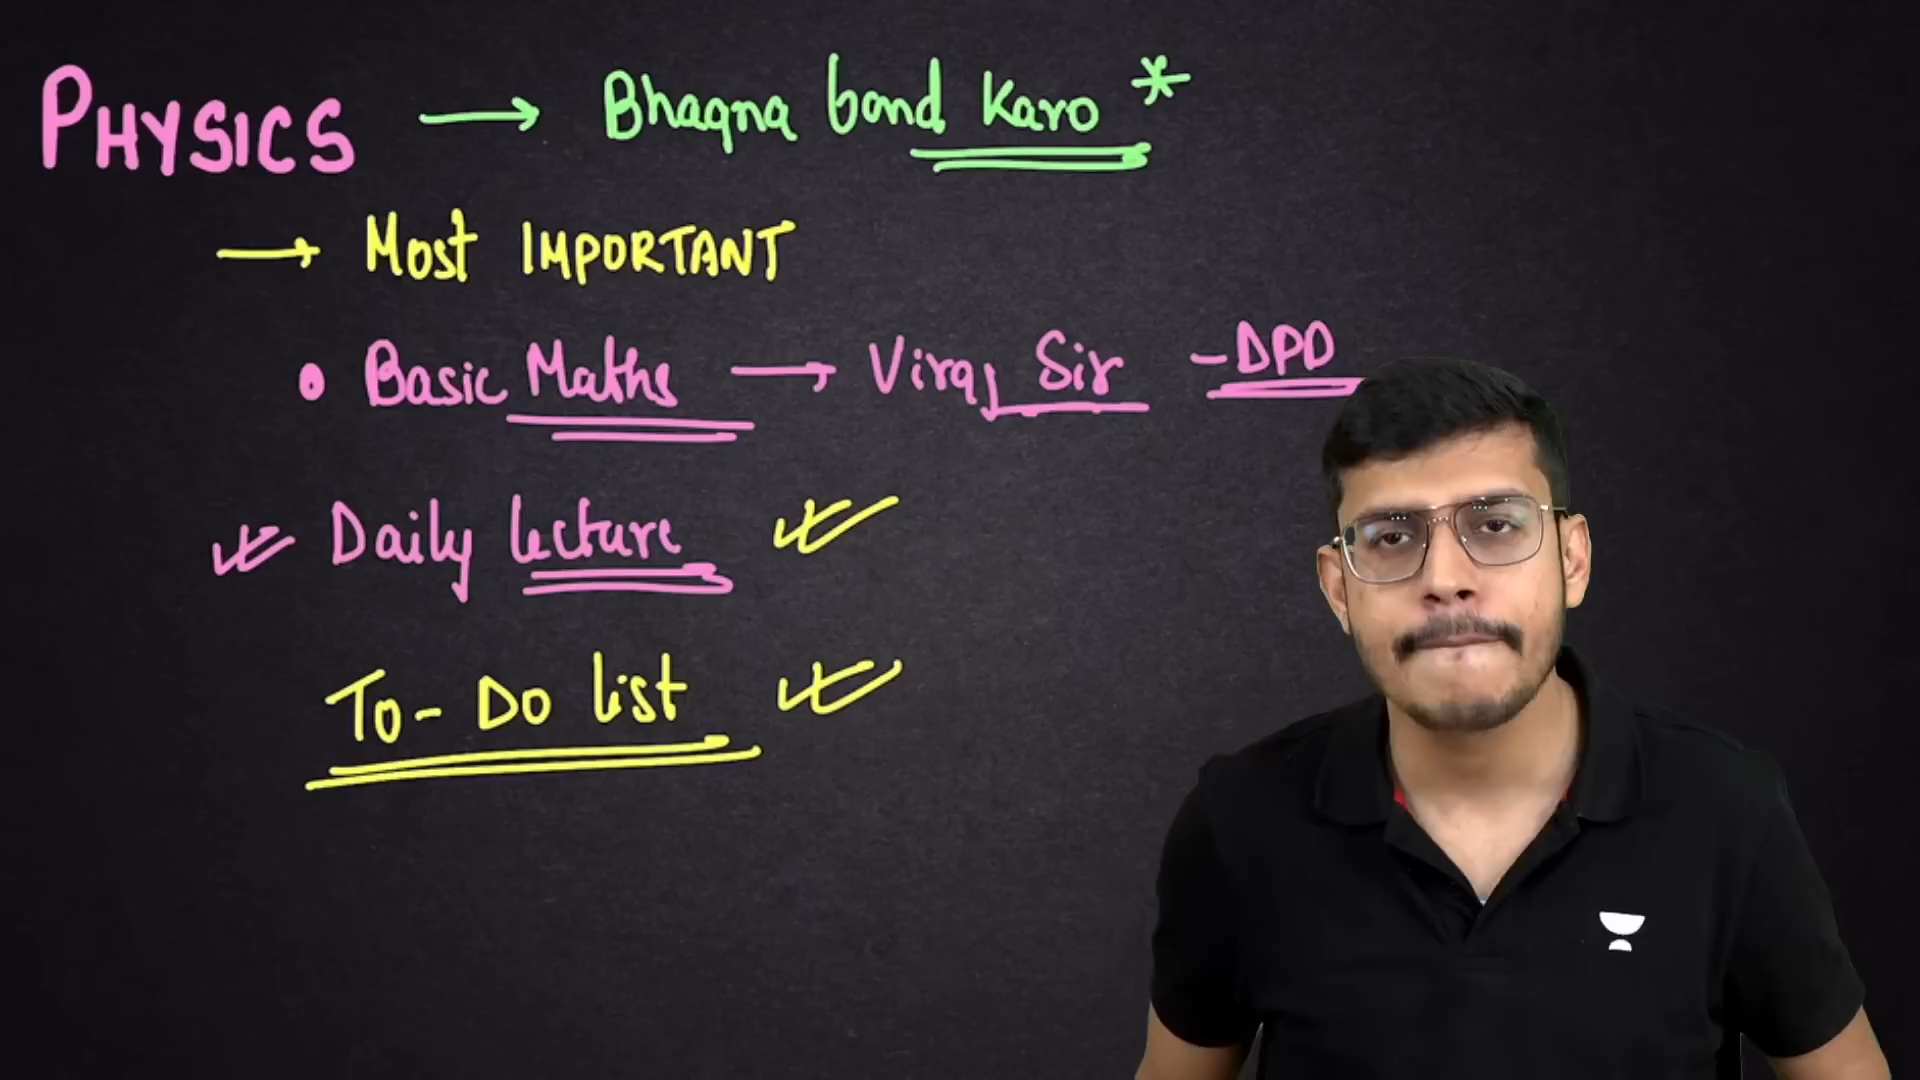 PHYSICS → Bhagna band Karo *
→ MOST IMPORTANT
• Basic Maths → Viraj Sir - DPD
Daily lecture
To-Do list